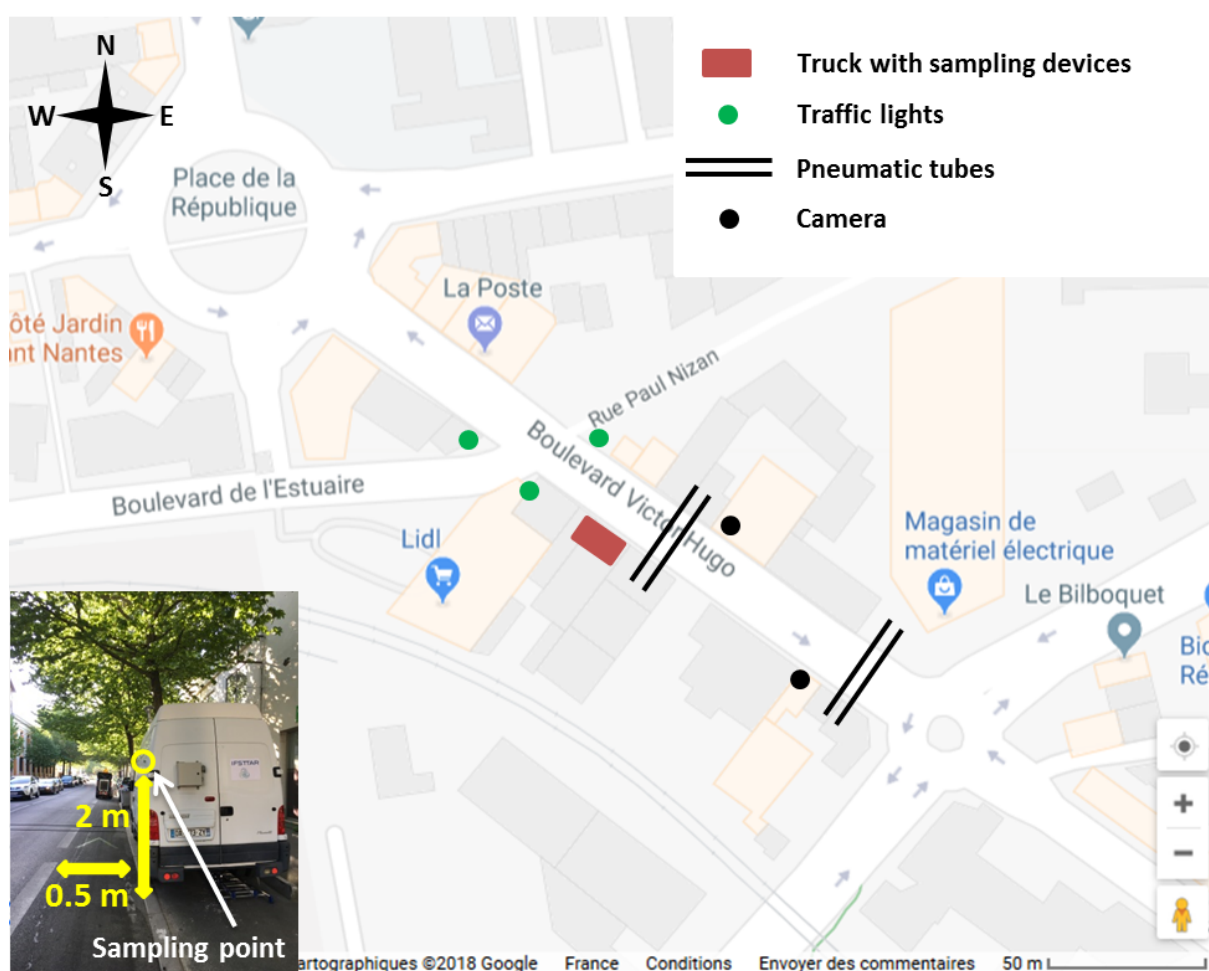 N
W
E
S
Truck with sampling devices
Traffic lights
Pneumatic tubes
Camera
Place de la
République
La Poste
ôté Jardin
nt Nantes
Rue Paul Nizan
Boulevard Victor Hugo
Boulevard de l'Estuaire
Lidl
Magasin de
matériel électrique
Le Bilboquet
Bio
Ré
IFSTTAR
2 m
0.5 m
Sampling point
artographiques ©2018 Google
France
Conditions
Envoyer des commentaires
50 m